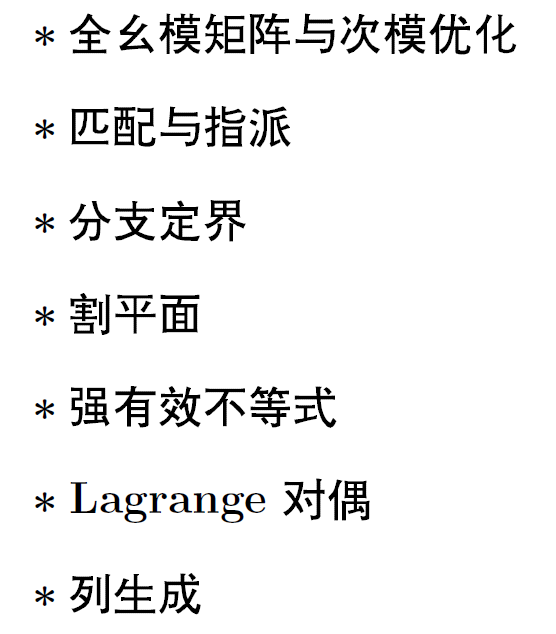 * 全幺模矩阵与次模优化
* 匹配与指派
* 分支定界
* 割平面
* 强有效不等式
* Lagrange 对偶
* 列生成